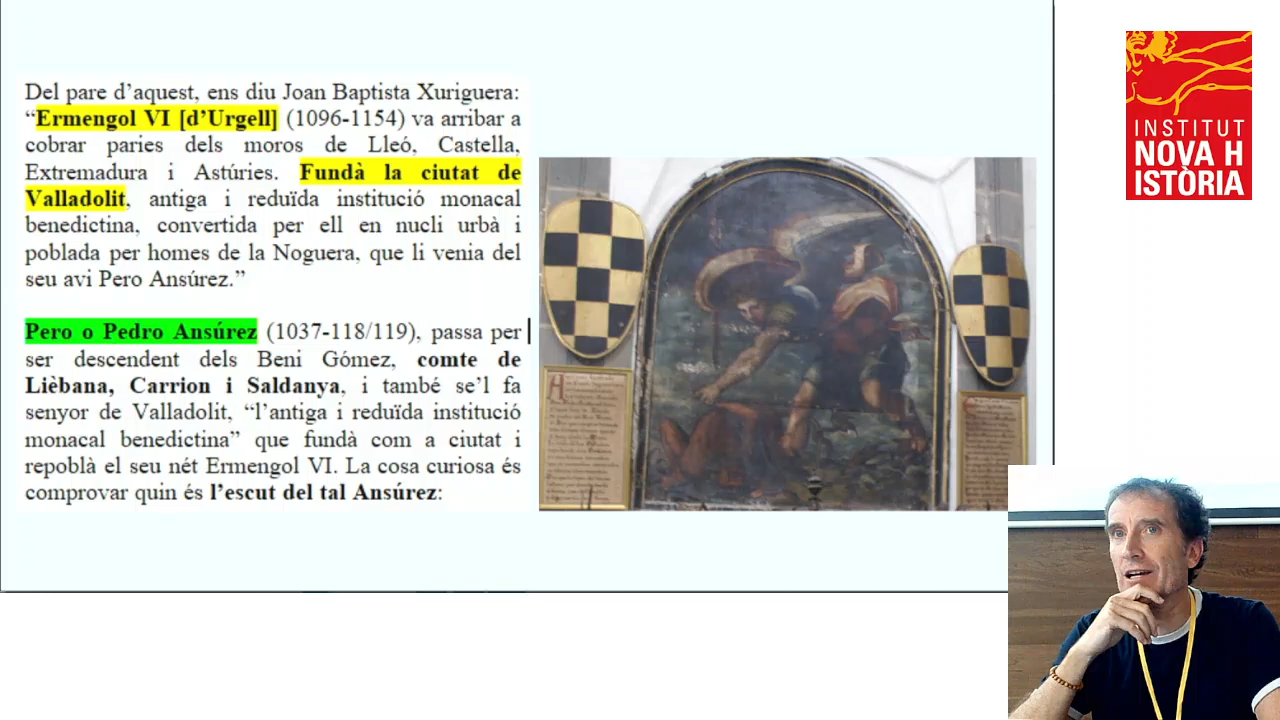 Del pare d’aquest, ens diu Joan Baptista Xuriguera:
“Ermengol VI [d’Urgell] (1096-1154) va arribar a
cobrar paries dels moros de Lleó, Castella,
Extremadura i Astúries. Fundà la ciutat de
Valladolit, antiga i reduïda institució monacal
benedictina, convertida per ell en nucli urbà i
poblada per homes de la Noguera, que li venia del
seu avi Pero Ansúrez.”
Pero o Pedro Ansúrez (1037-118/119), passa per
ser descendent dels Beni Gómez, comte de
Lièbana, Carrion i Saldanya, i també se’l fa
senyor de Valladolit, “l’antiga i reduïda institució
monacal benedictina” que fundà com a ciutat i
repoblà el seu nét Ermengol VI. La cosa curiosa és
comprovar quin és l’escut del tal Ansúrez:
INSTITUT
NOVA H
ISTÒRIA